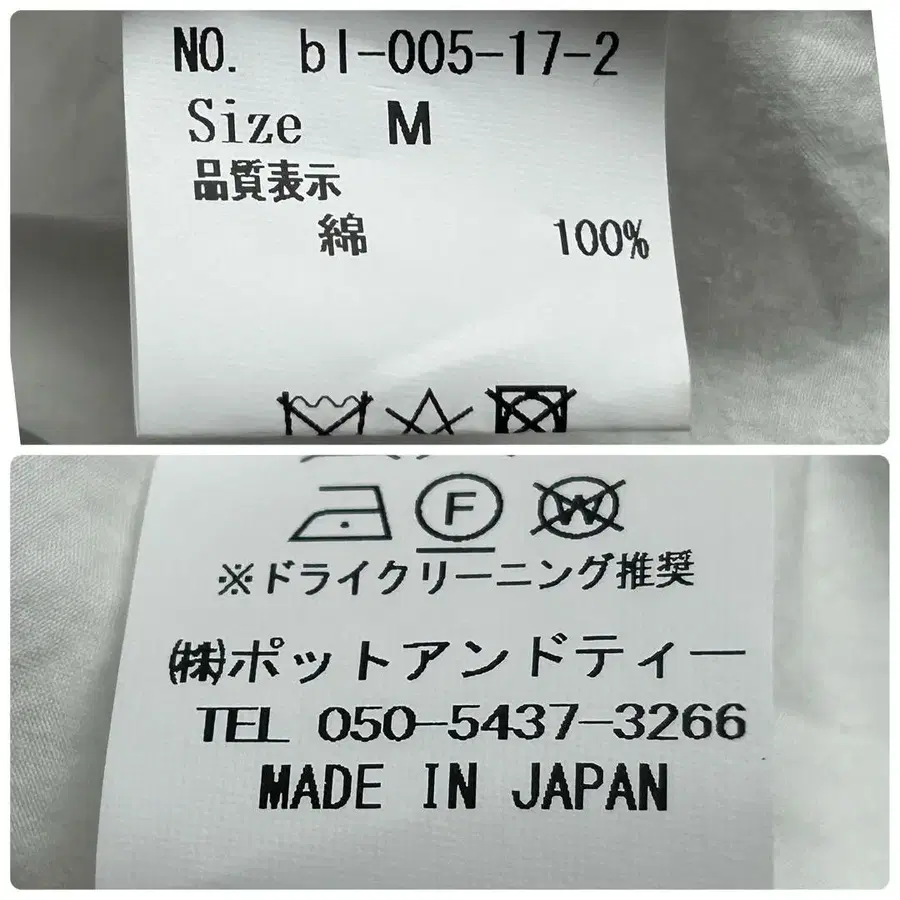 NO. bl-005-17-2
Size M
品質表示
綿 100%
F W
※ドライクリーニング推奨
㈱ポットアンドティー
TEL 050-5437-3266
MADE IN JAPAN